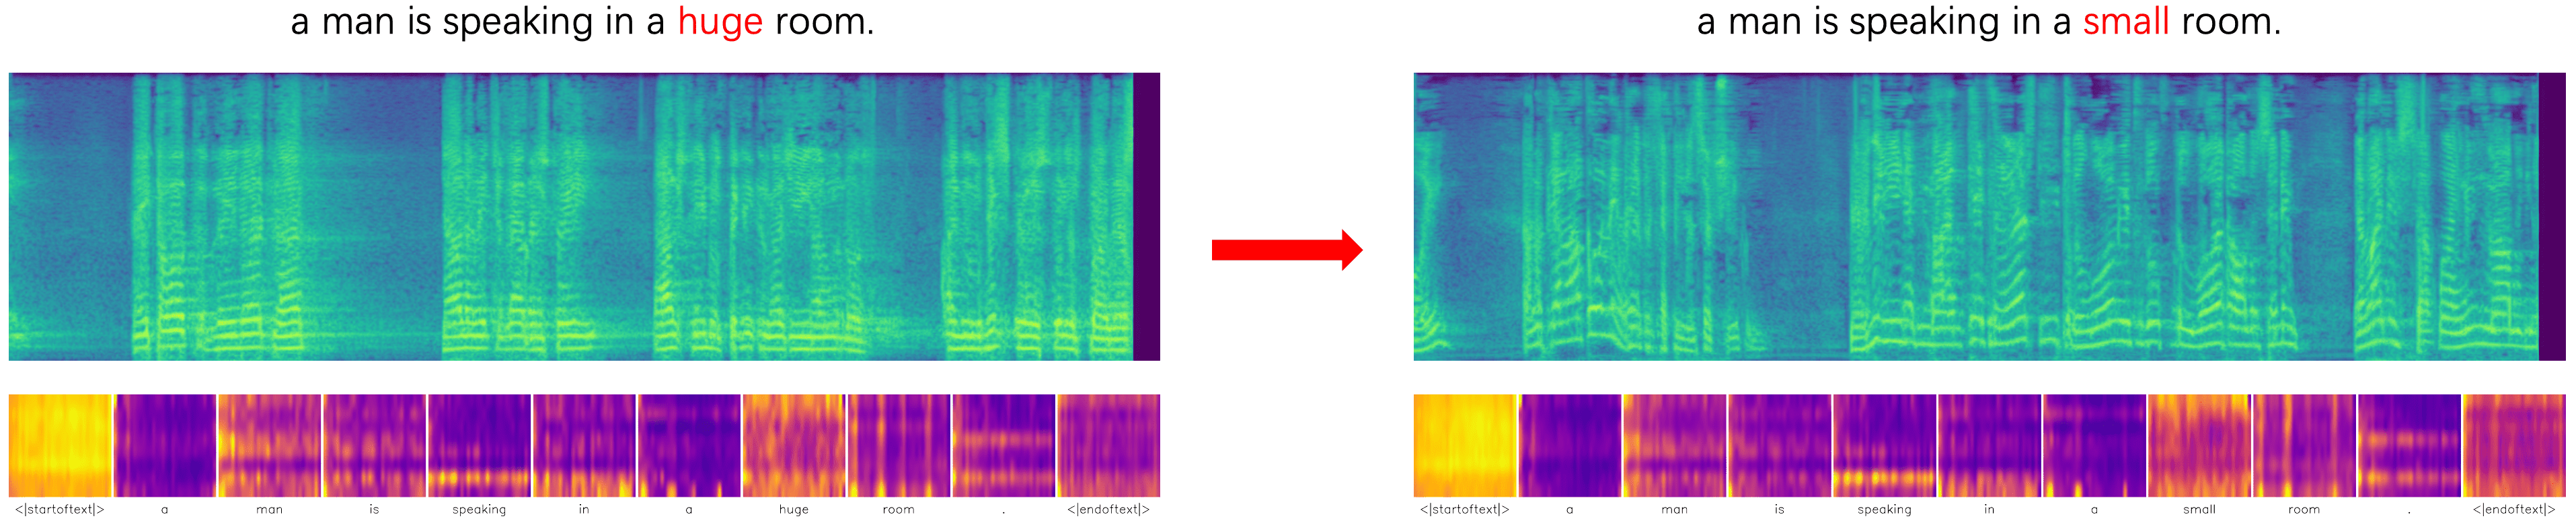 a man is speaking in a huge room.
a man is speaking in a small room.
<|startoftext|> a man is speaking in a huge room . <|endoftext|>
<|startoftext|> a man is speaking in a small room . <|endoftext|>